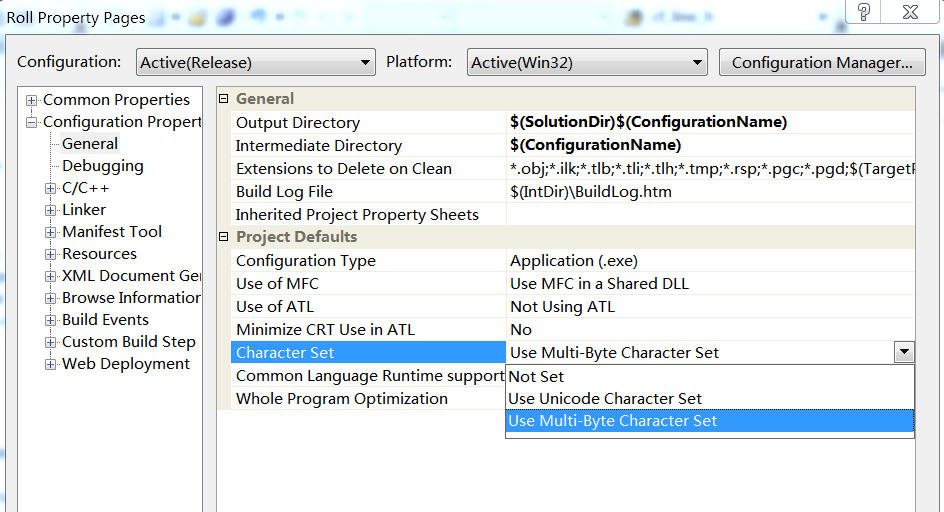 Roll Property Pages
Configuration: Active(Release) Platform: Active(Win32) Configuration Manager...
Common Properties
Configuration Propert
General
Debugging
C/C++
Linker
Manifest Tool
Resources
XML Document Ge
Browse Information
Build Events
Custom Build Step
Web Deployment
General
Output Directory $(SolutionDir)$(ConfigurationName)
Intermediate Directory $(ConfigurationName)
Extensions to Delete on Clean *.obj;*.ilk;*.tlb;*.tli;*.tlh;*.tmp;*.rsp;*.pgc;*.pgd;$(TargetP
Build Log File $(IntDir)\BuildLog.htm
Inherited Project Property Sheets
Project Defaults
Configuration Type Application (.exe)
Use of MFC Use MFC in a Shared DLL
Use of ATL Not Using ATL
Minimize CRT Use in ATL No
Character Set Use Multi-Byte Character Set
Common Language Runtime support
Whole Program Optimization
Not Set
Use Unicode Character Set
Use Multi-Byte Character Set